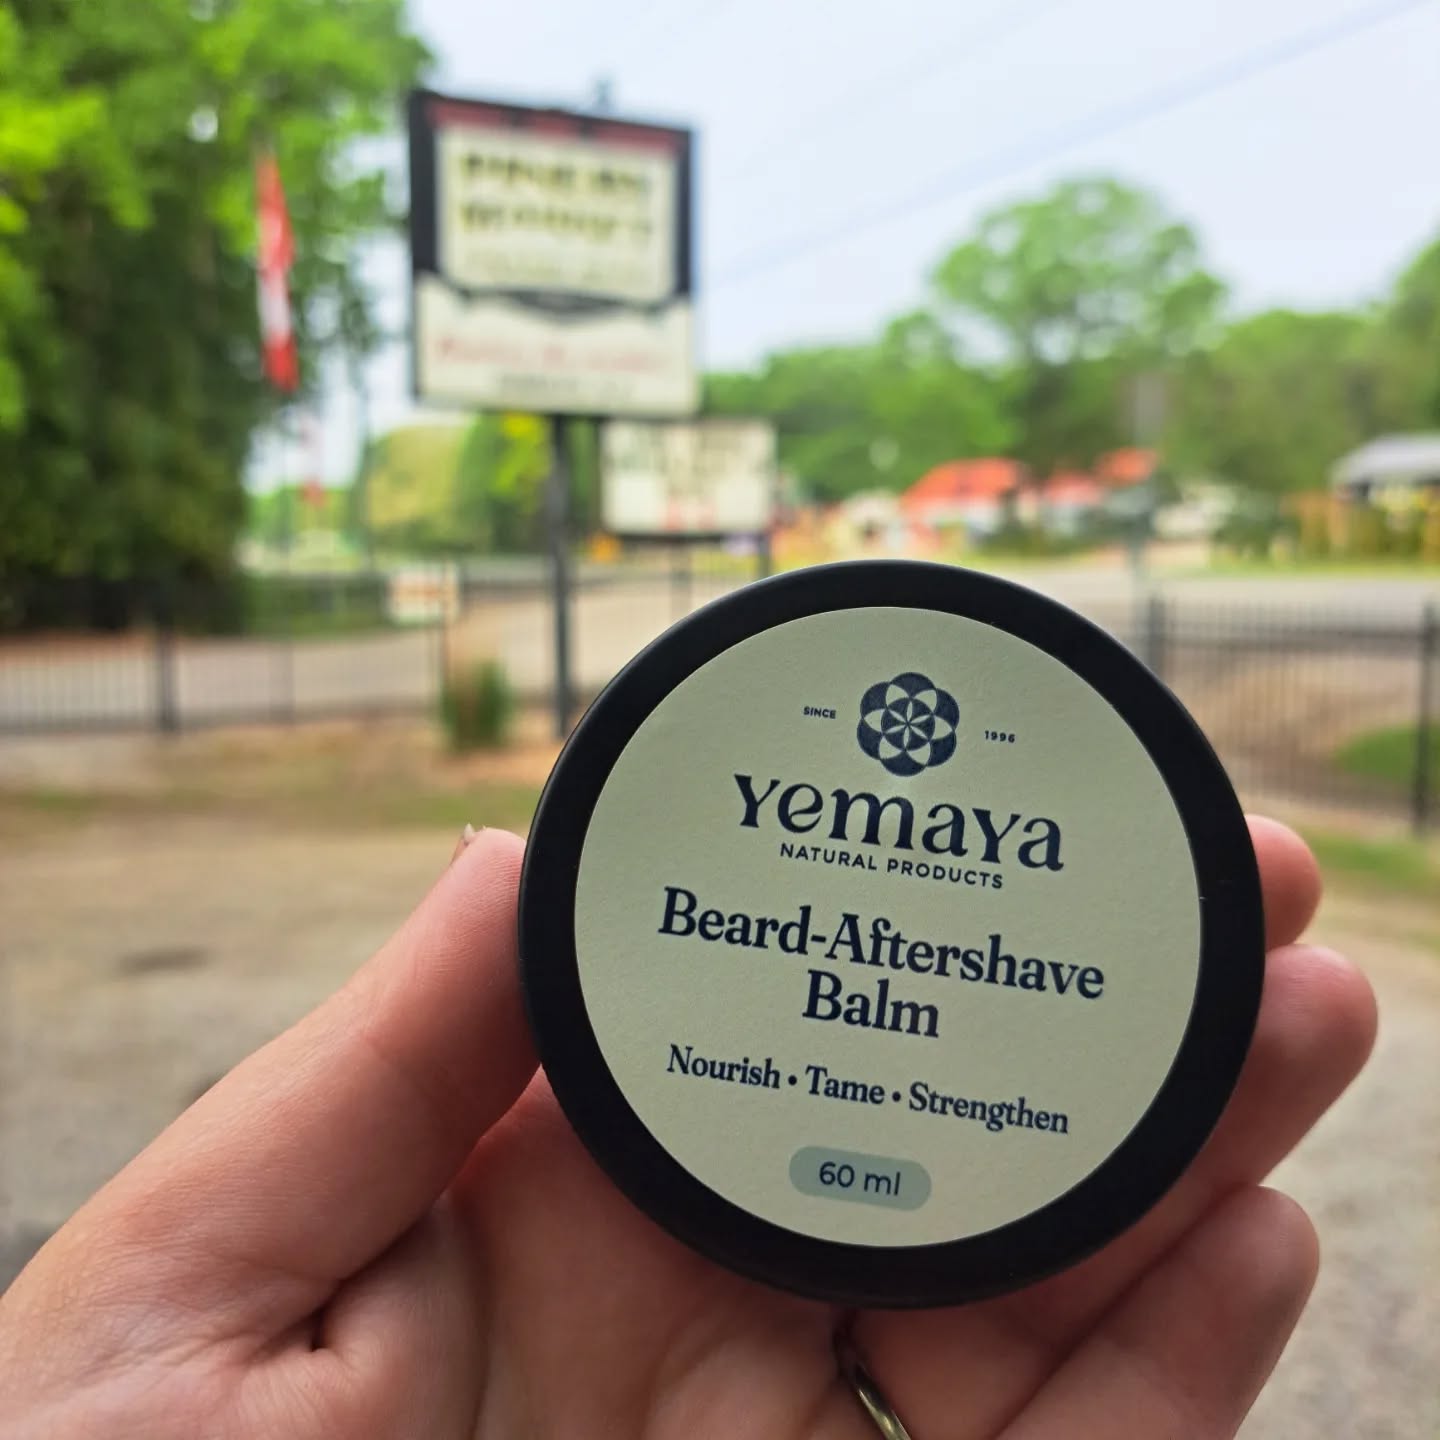 SINCE 1996
Yemaya
NATURAL PRODUCTS
Beard-Aftershave
Balm
Nourish • Tame • Strengthen
60 ml